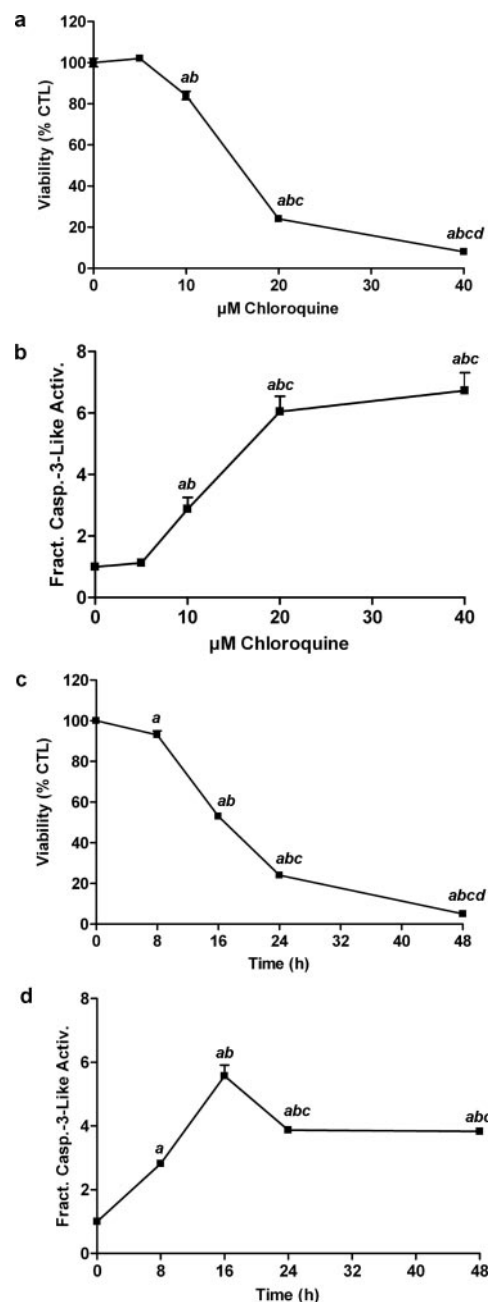 a
120
100
80
60
40
20
0
Viability (% CTL)
ab
abc
abcd
0 10 20 30 40
µM Chloroquine
b
8
6
4
2
0
Fract. Casp.-3-Like Activ.
ab
abc
abc
0 10 20 30 40
µM Chloroquine
c
120
100
80
60
40
20
0
Viability (% CTL)
a
ab
abc
abcd
0 8 16 24 32 40 48
Time (h)
d
8
6
4
2
0
Fract. Casp.-3-Like Activ.
a
ab
abc
abc
0 8 16 24 32 40 48
Time (h)